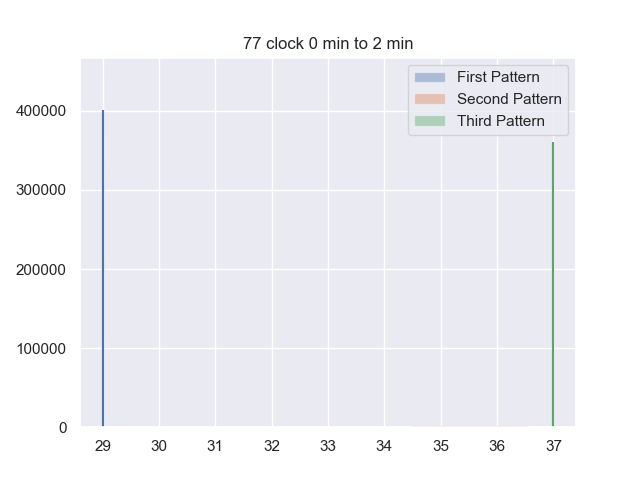 77 clock 0 min to 2 min
First Pattern
Second Pattern
Third Pattern
400000
300000
200000
100000
0
29 30 31 32 33 34 35 36 37